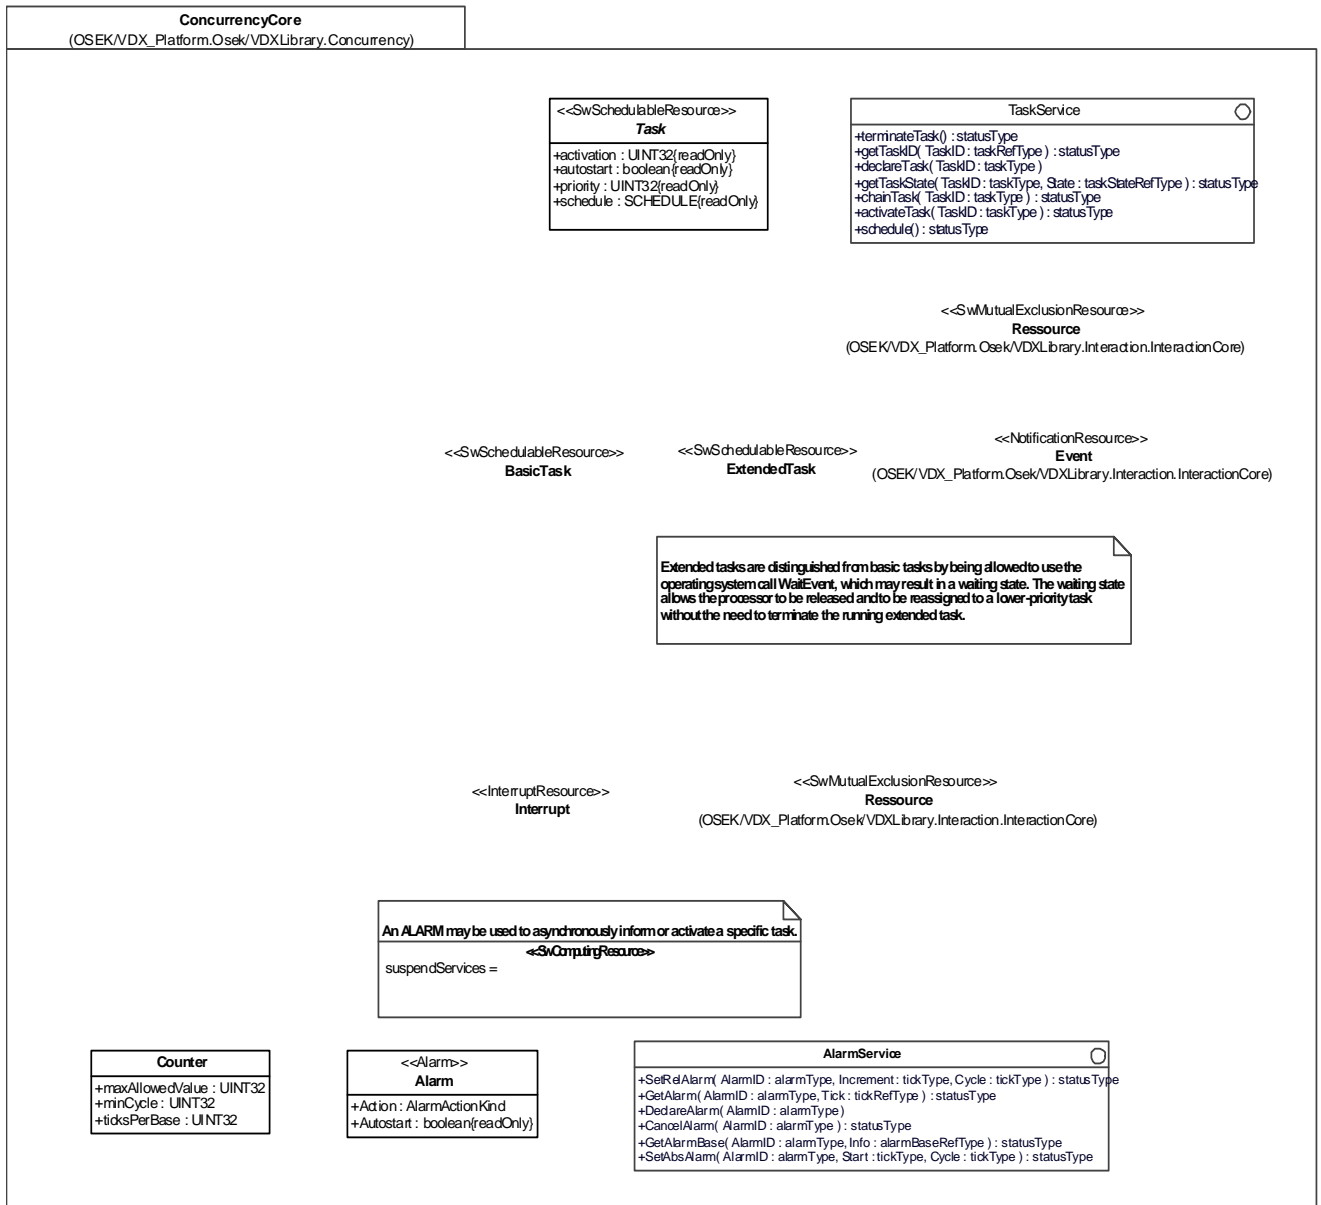 ConcurrencyCore
(OSEK/VDX_Platform.Osek/VDXLibrary.Concurrency)
<<SwSchedulableResource>>
Task
+activation : UINT32{readOnly}
+autostart : boolean{readOnly}
+priority : UINT32{readOnly}
+schedule : SCHEDULE{readOnly}
TaskService
+terminateTask() : statusType
+getTaskID( TaskID : taskRefType ) : statusType
+declareTask( TaskID : taskType )
+getTaskState( TaskID : taskType, State : taskStateRefType ) : statusType
+chainTask( TaskID : taskType ) : statusType
+activateTask( TaskID : taskType ) : statusType
+schedule() : statusType
<<SwMutualExclusionResource>>
Ressource
(OSEK/VDX_Platform.Osek/VDXLibrary.Interaction.InteractionCore)
<<SwSchedulableResource>>
BasicTask
<<SwSchedulableResource>>
ExtendedTask
<<NotificationResource>>
Event
(OSEK/VDX_Platform.Osek/VDXLibrary.Interaction.InteractionCore)
Extended tasks are distinguished from basic tasks by being allowed to use the
operating system call WaitEvent, which may result in a waiting state. The waiting state
allows the processor to be released and to be reassigned to a lower-priority task
without the need to terminate the running extended task.
<<InterruptResource>>
Interrupt
<<SwMutualExclusionResource>>
Ressource
(OSEK/VDX_Platform.Osek/VDXLibrary.Interaction.InteractionCore)
An ALARM may be used to asynchronously inform or activate a specific task.
<<SwComputingResource>>
suspendServices =
Counter
+maxAllowedValue : UINT32
+minCycle : UINT32
+ticksPerBase : UINT32
<<Alarm>>
Alarm
+Action : AlarmActionKind
+Autostart : boolean{readOnly}
AlarmService
+SetRelAlarm( AlarmID : alarmType, Increment : tickType, Cycle : tickType ) : statusType
+GetAlarm( AlarmID : alarmType, Tick : tickRefType ) : statusType
+DeclareAlarm( AlarmID : alarmType)
+CancelAlarm( AlarmID : alarmType ) : statusType
+GetAlarmBase( AlarmID : alarmType, Info : alarmBaseRefType ) : statusType
+SetAbsAlarm( AlarmID : alarmType, Start : tickType, Cycle : tickType ) : statusType